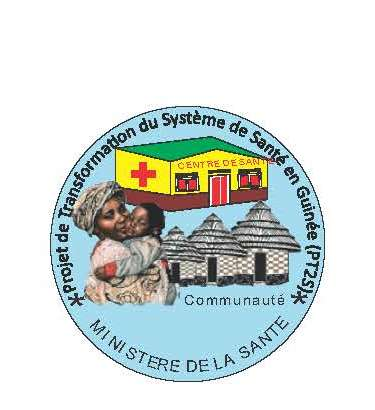 *Projet de Transformation du Système de Santé en Guinée (PT2S)*
CENTRE DE SANTE
Communauté
MINISTERE DE LA SANTE